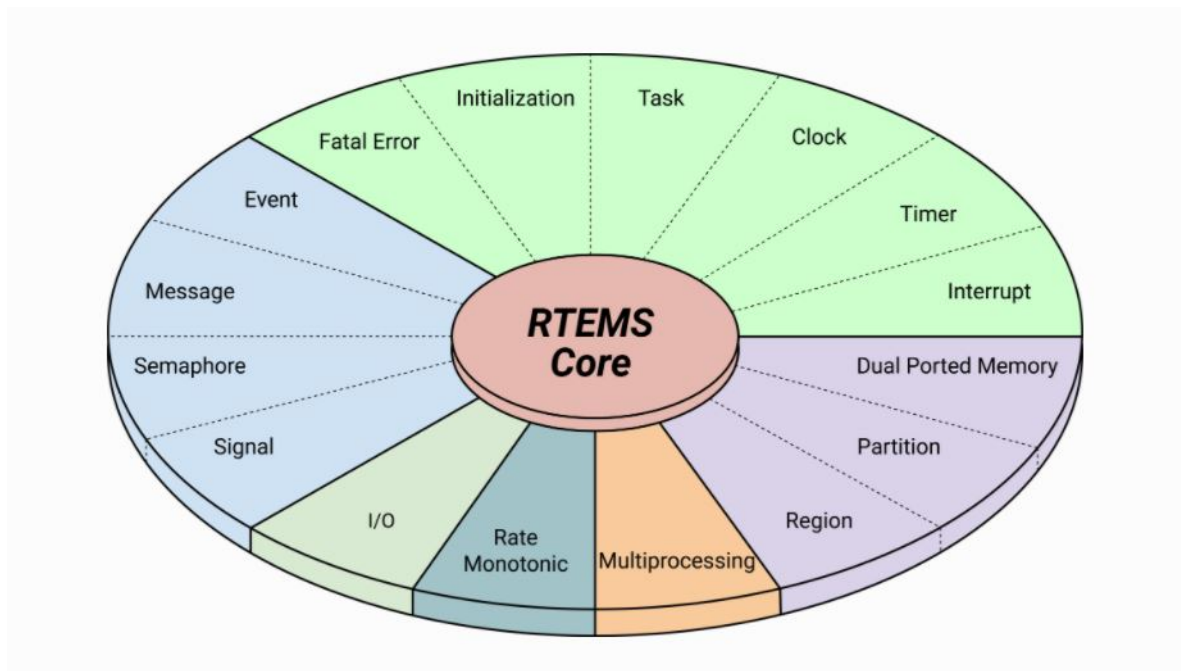 Initialization
Task
Fatal Error
Clock
Event
Timer
Message
Interrupt
RTEMS
Core
Semaphore
Dual Ported Memory
Signal
Partition
I/O
Region
Rate
Monotonic
Multiprocessing